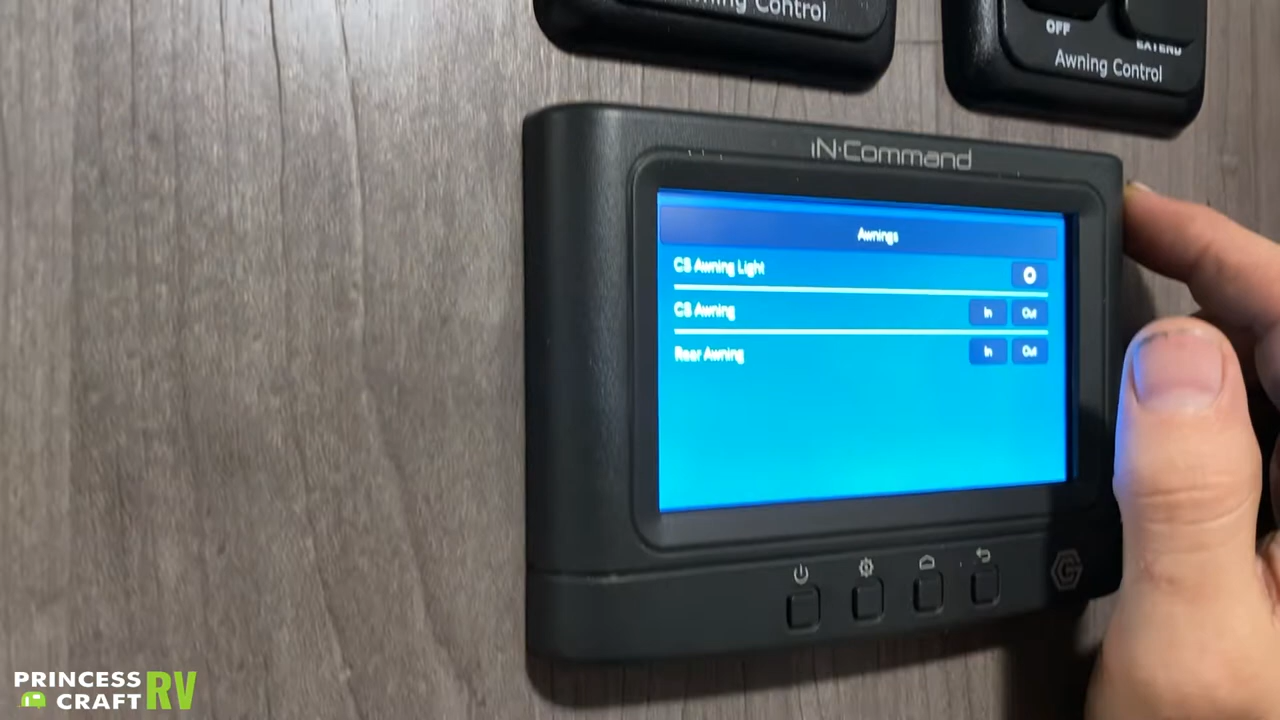 Awning Control
OFF
EXTEND
Awning Control
iN·Command
Awnings
CS Awning Light
CS Awning
In Out
Rear Awning
In Out
PRINCESS
CRAFT RV